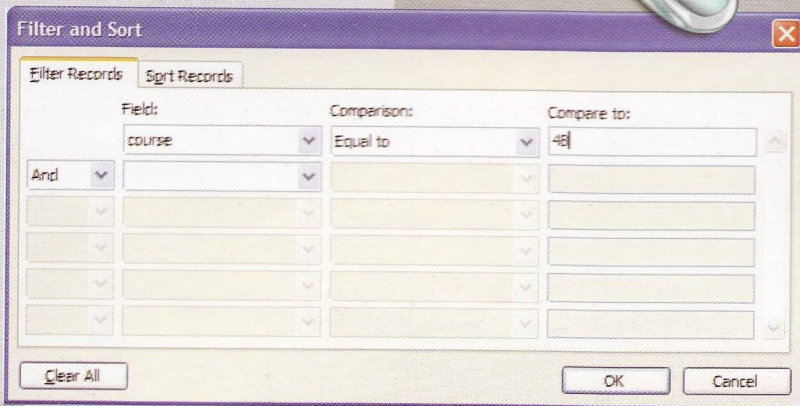 Filter and Sort
Filter Records Sort Records
Field: Comparison: Compare to:
course Equal to
And
Clear All OK Cancel